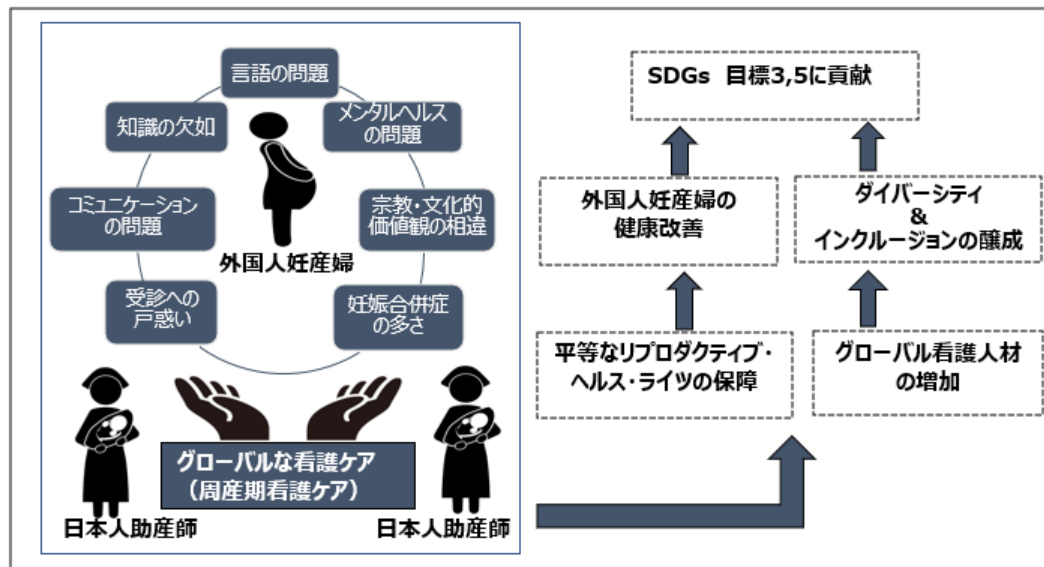 言語の問題
知識の欠如
メンタルヘルス
の問題
コミュニケーション
の問題
宗教・文化的
価値観の相違
外国人妊産婦
受診への
戸惑い
妊娠合併症
の多さ
グローバルな看護ケア
（周産期看護ケア）
日本人助産師
日本人助産師
SDGs 目標3,5に貢献
外国人妊産婦の
健康改善
ダイバーシティ
&
インクルージョンの醸成
平等なリプロダクティブ・
ヘルス・ライツの保障
グローバル看護人材
の増加